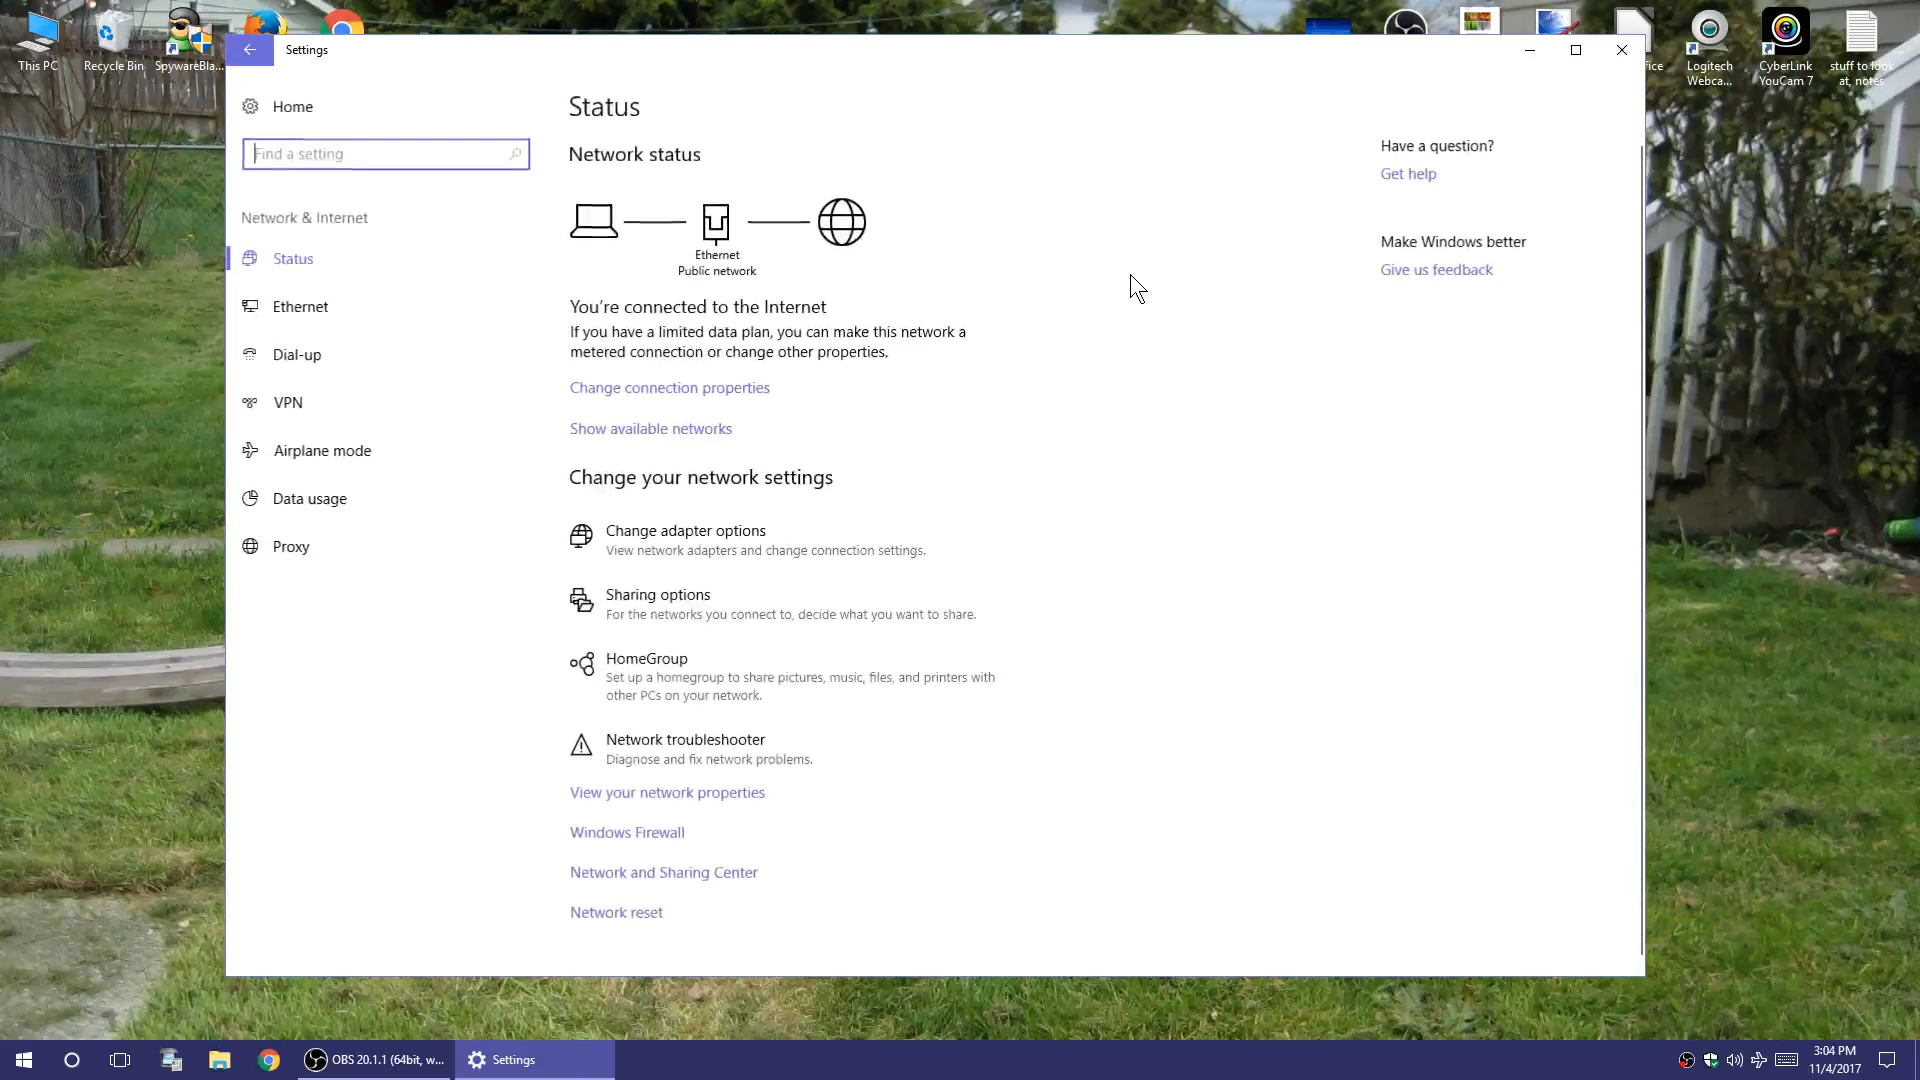 This PC
Recycle Bin
SpywareBla...
Logitech
Webca...
CyberLink
YouCam 7
stuff to look
at, notes
Settings
Home
Find a setting
Network & Internet
Status
Ethernet
Dial-up
VPN
Airplane mode
Data usage
Proxy
Status
Network status
Ethernet
Public network
You're connected to the Internet
If you have a limited data plan, you can make this network a
metered connection or change other properties.
Change connection properties
Show available networks
Change your network settings
Change adapter options
View network adapters and change connection settings.
Sharing options
For the networks you connect to, decide what you want to share.
HomeGroup
Set up a homegroup to share pictures, music, files, and printers with
other PCs on your network.
Network troubleshooter
Diagnose and fix network problems.
View your network properties
Windows Firewall
Network and Sharing Center
Network reset
Have a question?
Get help
Make Windows better
Give us feedback
OBS 20.1.1 (64bit, w...
Settings
3:04 PM
11/4/2017